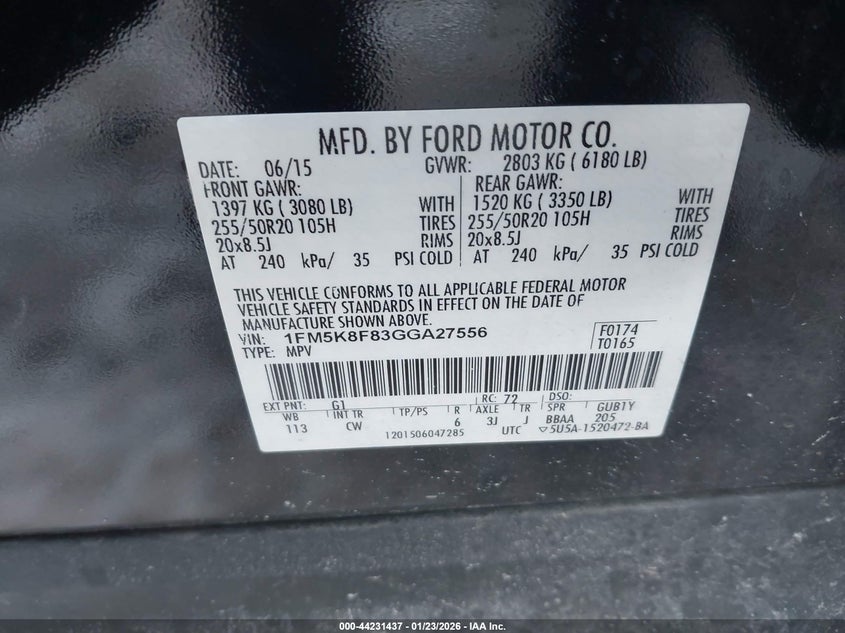 MFD. BY FORD MOTOR CO.
DATE: 06/15 GVWR: 2803 KG ( 6180 LB)
FRONT GAWR: REAR GAWR:
1397 KG ( 3080 LB) WITH 1520 KG ( 3350 LB) WITH
255/50R20 105H TIRES 255/50R20 105H TIRES
20x8.5J RIMS 20x8.5J RIMS
AT 240 kPa/ 35 PSI COLD AT 240 kPa/ 35 PSI COLD
THIS VEHICLE CONFORMS TO ALL APPLICABLE FEDERAL MOTOR
VEHICLE SAFETY STANDARDS IN EFFECT ON THE DATE OF
MANUFACTURE SHOWN ABOVE.
VIN: 1FM5K8F83GGA27556 F0174
TYPE: MPV T0165
EXT PNT: G1 RC: 72 DSO:
WB INT TR TP/PS R AXLE TR SPR GUB1Y
113 CW 6 3J J BBAA 205
1201506047285 UTC ▽5U5A-1520472-BA
000-44231437 | 01/23/2026 - IAA Inc.